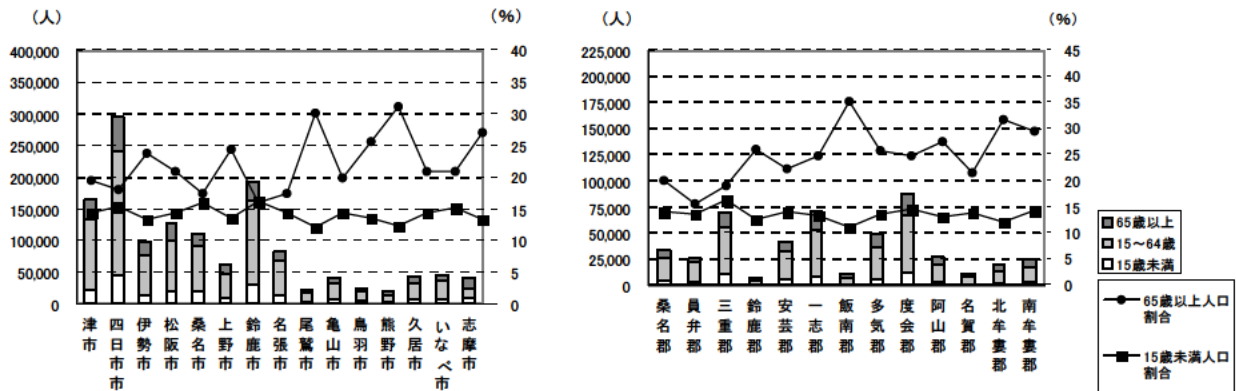 （人）
（%）
400,000
350,000
300,000
250,000
200,000
150,000
100,000
50,000
0
40
35
30
25
20
15
10
5
0
津市
四日市市
伊勢市
松阪市
桑名市
上野市
鈴鹿市
名張市
尾鷲市
亀山市
鳥羽市
熊野市
久居市
いなべ市
志摩市
（人）
（%）
225,000
200,000
175,000
150,000
125,000
100,000
75,000
50,000
25,000
0
45
40
35
30
25
20
15
10
5
0
桑名郡
員弁郡
三重郡
鈴鹿郡
安芸郡
一志郡
飯南郡
多気郡
度会郡
阿山郡
名賀郡
北牟婁郡
南牟婁郡
65歳以上
15～64歳
15歳未満
65歳以上人口
割合
15歳未満人口
割合